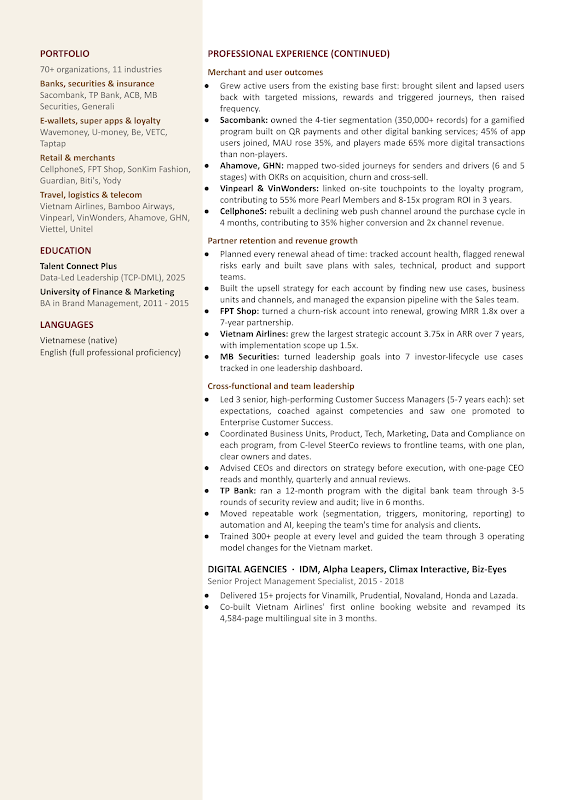 PORTFOLIO
70+ organizations, 11 industries
Banks, securities & insurance
Sacombank, TP Bank, ACB, MB
Securities, Generali
E-wallets, super apps & loyalty
Wavemoney, U-money, Be, VETC,
Taptap
Retail & merchants
CellphoneS, FPT Shop, SonKim Fashion,
Guardian, Biti's, Yody
Travel, logistics & telecom
Vietnam Airlines, Bamboo Airways,
Vinpearl, VinWonders, Ahamove, GHN,
Viettel, Unitel
EDUCATION
Talent Connect Plus
Data-Led Leadership (TCP-DML), 2025
University of Finance & Marketing
BA in Brand Management, 2011 - 2015
LANGUAGES
Vietnamese (native)
English (full professional proficiency)
PROFESSIONAL EXPERIENCE (CONTINUED)
Merchant and user outcomes
● Grew active users from the existing base first: brought silent and lapsed users
back with targeted missions, rewards and triggered journeys, then raised
frequency.
● Sacombank: owned the 4-tier segmentation (350,000+ records) for a gamified
program built on QR payments and other digital banking services; 45% of app
users joined, MAU rose 35%, and players made 65% more digital transactions
than non-players.
● Ahamove, GHN: mapped two-sided journeys for senders and drivers (6 and 5
stages) with OKRs on acquisition, churn and cross-sell.
● Vinpearl & VinWonders: linked on-site touchpoints to the loyalty program,
contributing to 55% more Pearl Members and 8-15x program ROI in 3 years.
● CellphoneS: rebuilt a declining web push channel around the purchase cycle in
4 months, contributing to 35% higher conversion and 2x channel revenue.
Partner retention and revenue growth
● Planned every renewal ahead of time: tracked account health, flagged renewal
risks early and built save plans with sales, technical, product and support
teams.
● Built the upsell strategy for each account by finding new use cases, business
units and channels, and managed the expansion pipeline with the Sales team.
● FPT Shop: turned a churn-risk account into renewal, growing MRR 1.8x over a
7-year partnership.
● Vietnam Airlines: grew the largest strategic account 3.75x in ARR over 7 years,
with implementation scope up 1.5x.
● MB Securities: turned leadership goals into 7 investor-lifecycle use cases
tracked in one leadership dashboard.
Cross-functional and team leadership
● Led 3 senior, high-performing Customer Success Managers (5-7 years each): set
expectations, coached against competencies and saw one promoted to
Enterprise Customer Success.
● Coordinated Business Units, Product, Tech, Marketing, Data and Compliance on
each program, from C-level SteerCo reviews to frontline teams, with one plan,
clear owners and dates.
● Advised CEOs and directors on strategy before execution, with one-page CEO
reads and monthly, quarterly and annual reviews.
● TP Bank: ran a 12-month program with the digital bank team through 3-5
rounds of security review and audit; live in 6 months.
● Moved repeatable work (segmentation, triggers, monitoring, reporting) to
automation and AI, keeping the team's time for analysis and clients.
● Trained 300+ people at every level and guided the team through 3 operating
model changes for the Vietnam market.
DIGITAL AGENCIES · IDM, Alpha Leapers, Climax Interactive, Biz-Eyes
Senior Project Management Specialist, 2015 - 2018
● Delivered 15+ projects for Vinamilk, Prudential, Novaland, Honda and Lazada.
● Co-built Vietnam Airlines' first online booking website and revamped its
4,584-page multilingual site in 3 months.